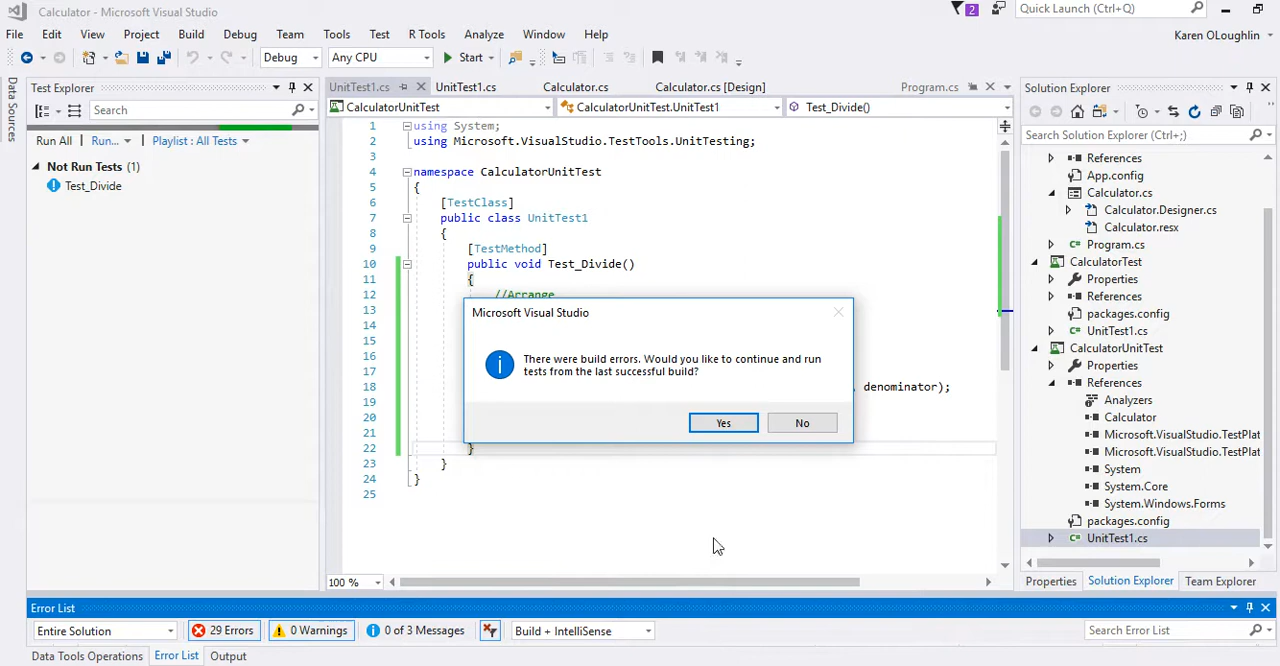 Calculator - Microsoft Visual Studio
2
Quick Launch (Ctrl+Q)
File Edit View Project Build Debug Team Tools Test R Tools Analyze Window Help
Karen OLoughlin
Debug Any CPU Start
Data Sources
Test Explorer
Search
Run All Run... Playlist : All Tests
Not Run Tests (1)
Test_Divide
UnitTest1.cs UnitTest1.cs Calculator.cs Calculator.cs [Design] Program.cs
CalculatorUnitTest CalculatorUnitTest.UnitTest1 Test_Divide()
1 using System;
2 using Microsoft.VisualStudio.TestTools.UnitTesting;
3
4 namespace CalculatorUnitTest
5 {
6 [TestClass]
7 public class UnitTest1
8 {
9 [TestMethod]
10 public void Test_Divide()
11 {
12 //Arrange
13
14
15
16
17
18 , denominator);
19
20
21
22 }
23 }
24 }
25
100 %
Microsoft Visual Studio
There were build errors. Would you like to continue and run
tests from the last successful build?
Yes No
Solution Explorer
Search Solution Explorer (Ctrl+;)
References
App.config
Calculator.cs
Calculator.Designer.cs
Calculator.resx
Program.cs
CalculatorTest
Properties
References
packages.config
UnitTest1.cs
CalculatorUnitTest
Properties
References
Analyzers
Calculator
Microsoft.VisualStudio.TestPlat
Microsoft.VisualStudio.TestPlat
System
System.Core
System.Windows.Forms
packages.config
UnitTest1.cs
Properties Solution Explorer Team Explorer
Error List
Entire Solution 29 Errors 0 Warnings 0 of 3 Messages Build + IntelliSense Search Error List
Data Tools Operations Error List Output